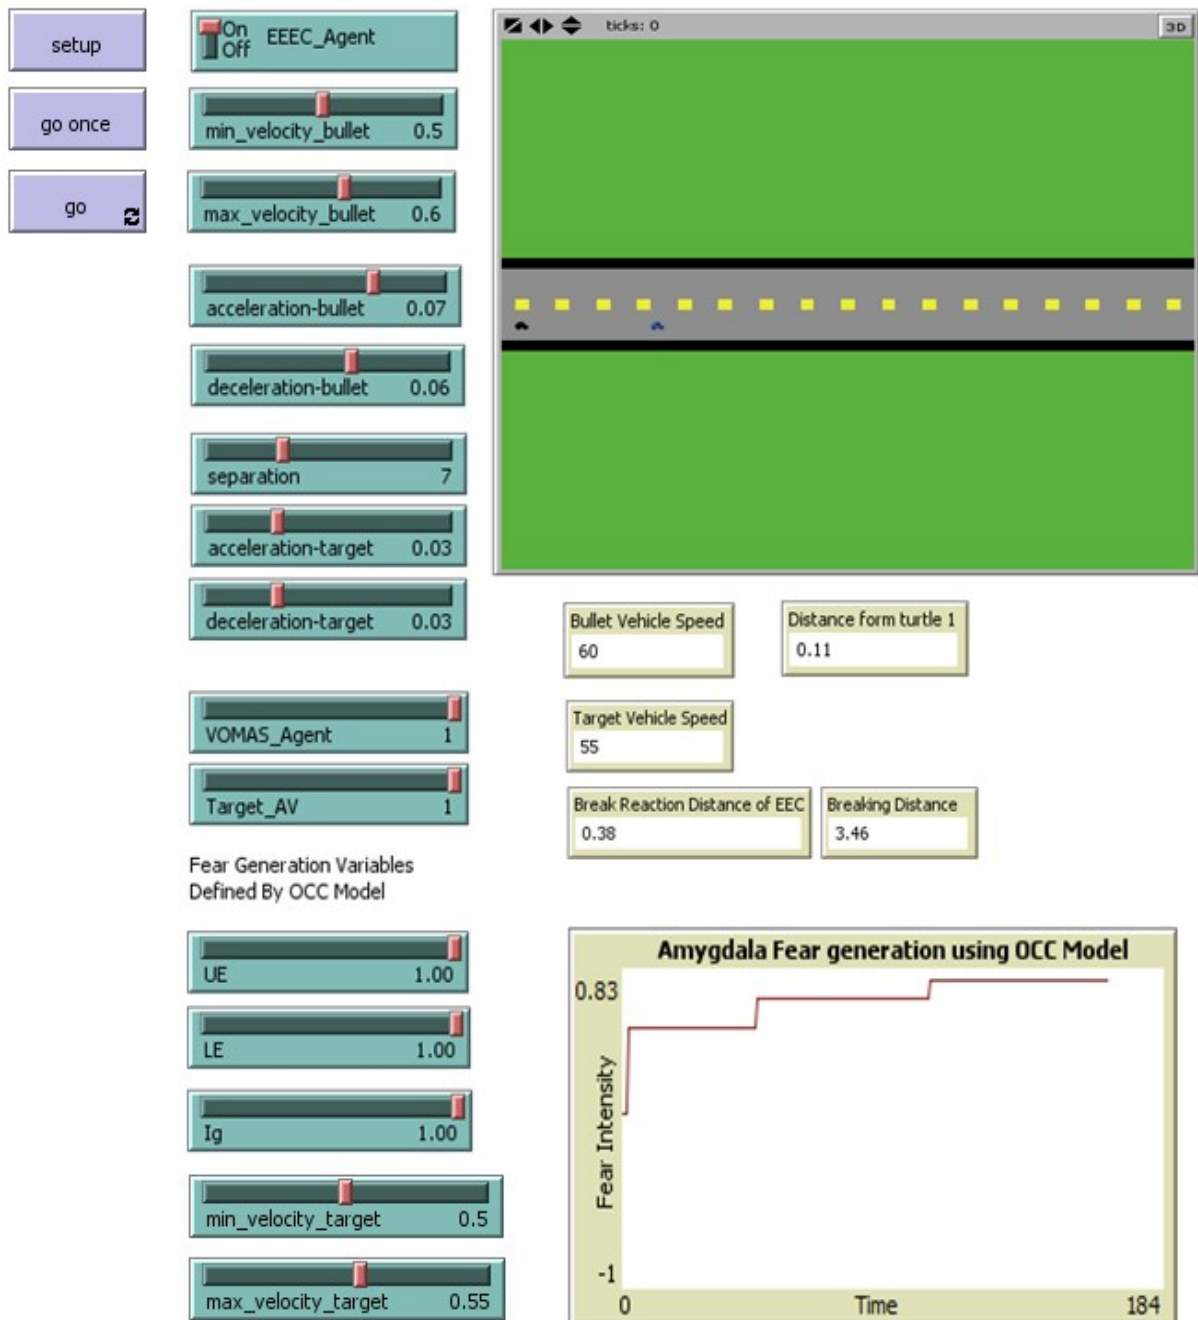 setup
go once
go
On
Off
EEEC_Agent
min_velocity_bullet 0.5
max_velocity_bullet 0.6
acceleration-bullet 0.07
deceleration-bullet 0.06
separation 7
acceleration-target 0.03
deceleration-target 0.03
VOMAS_Agent 1
Target_AV 1
Fear Generation Variables
Defined By OCC Model
UE 1.00
LE 1.00
Ig 1.00
min_velocity_target 0.5
max_velocity_target 0.55
ticks: 0
3D
Bullet Vehicle Speed
60
Distance form turtle 1
0.11
Target Vehicle Speed
55
Break Reaction Distance of EEC
0.38
Breaking Distance
3.46
Amygdala Fear generation using OCC Model
0.83
Fear Intensity
-1
0
Time
184